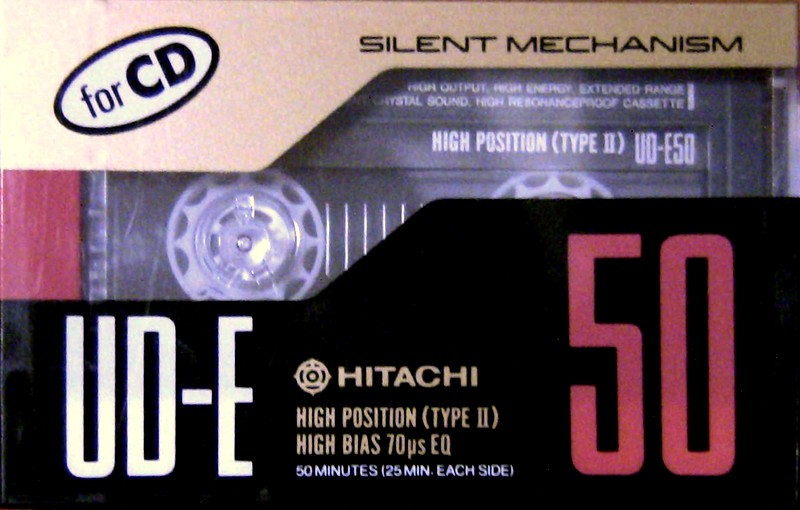 for CD
SILENT MECHANISM
HIGH OUTPUT, HIGH ENERGY, EXTENDED RANGE
CRYSTAL SOUND, HIGH RESONANCEPROOF CASSETTE
HIGH POSITION (TYPE II) UD-E50
50
UD-E
HITACHI
HIGH POSITION (TYPE II)
HIGH BIAS 70µs EQ
50 MINUTES (25 MIN. EACH SIDE)